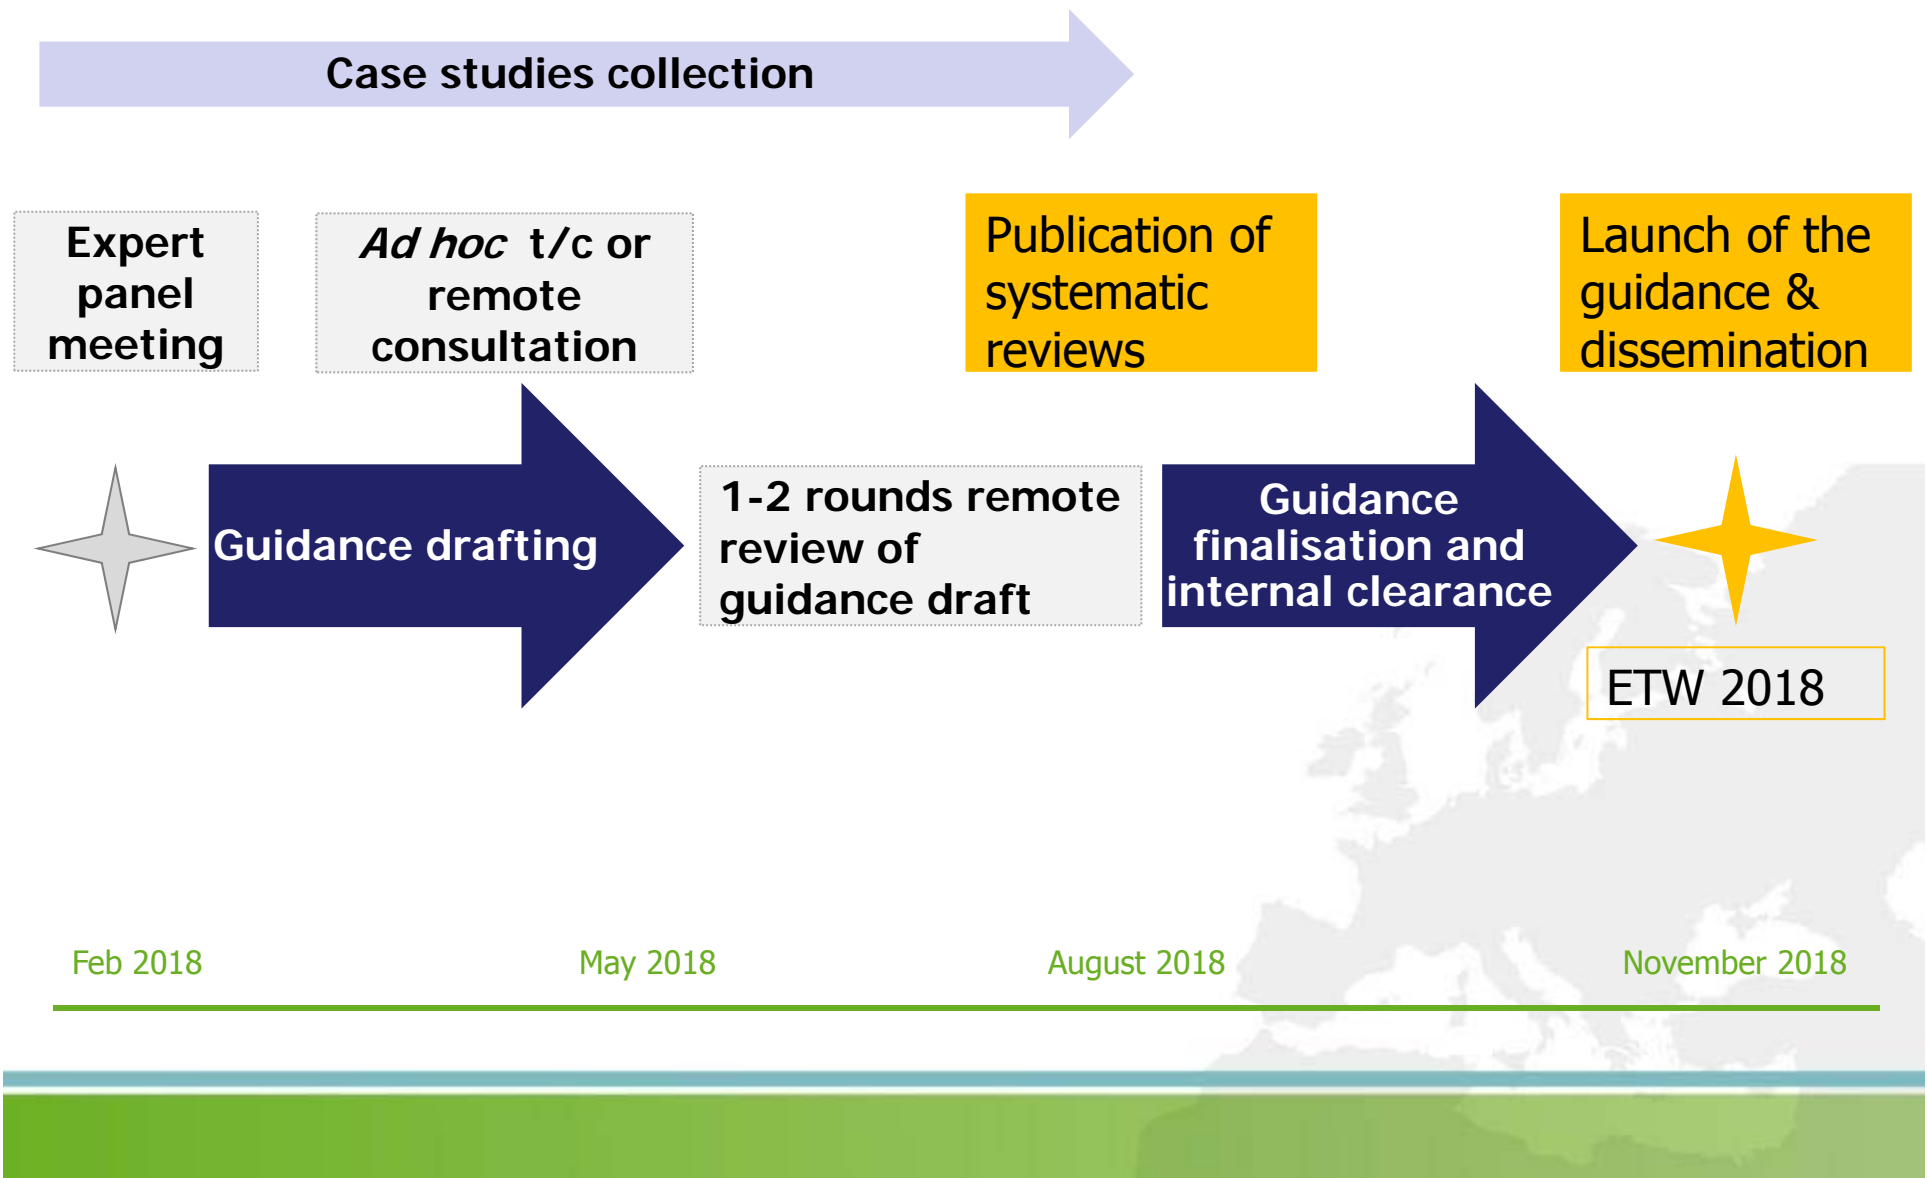 Case studies collection
Expert
panel
meeting
Ad hoc t/c or
remote
consultation
Publication of
systematic
reviews
Launch of the
guidance &
dissemination
Guidance drafting
1-2 rounds remote
review of
guidance draft
Guidance
finalisation and
internal clearance
ETW 2018
Feb 2018
May 2018
August 2018
November 2018